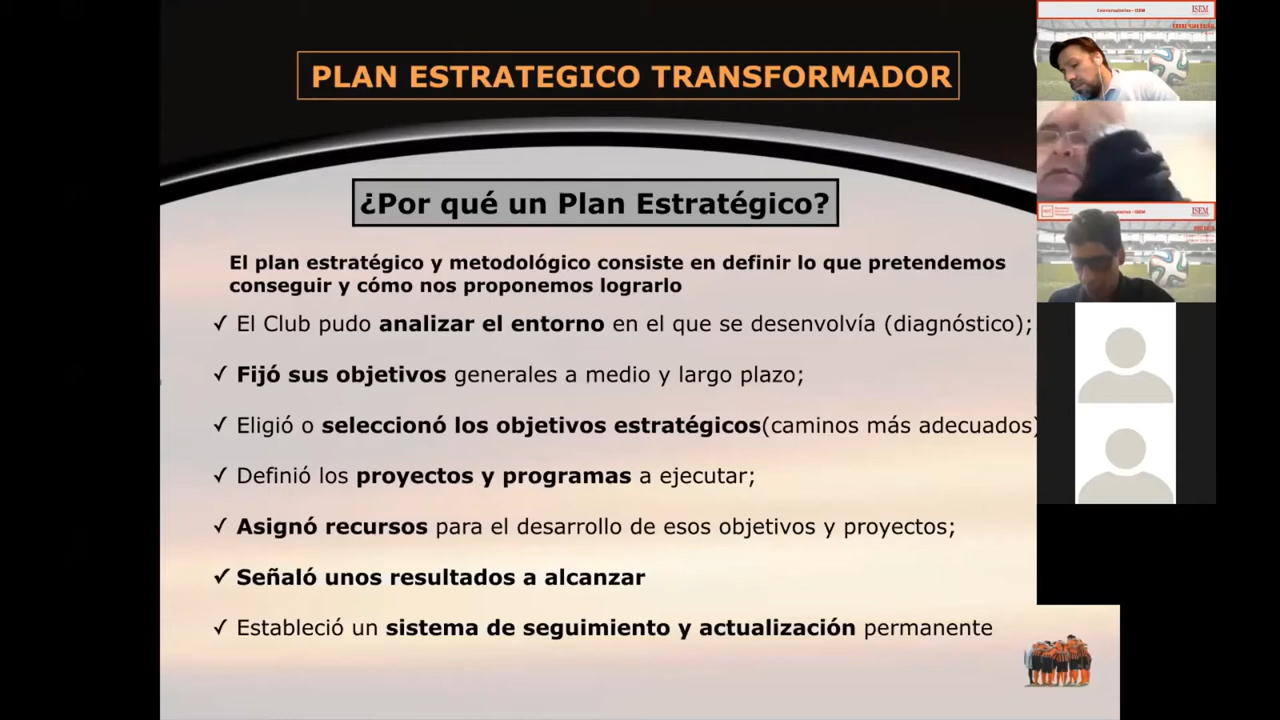 PLAN ESTRATEGICO TRANSFORMADOR
¿Por qué un Plan Estratégico?
El plan estratégico y metodológico consiste en definir lo que pretendemos
conseguir y cómo nos proponemos lograrlo
✓ El Club pudo analizar el entorno en el que se desenvolvía (diagnóstico);
✓ Fijó sus objetivos generales a medio y largo plazo;
✓ Eligió o seleccionó los objetivos estratégicos(caminos más adecuados)
✓ Definió los proyectos y programas a ejecutar;
✓ Asignó recursos para el desarrollo de esos objetivos y proyectos;
✓ Señaló unos resultados a alcanzar
✓ Estableció un sistema de seguimiento y actualización permanente
Conversatorios - ISEM
ISEM
ISEM